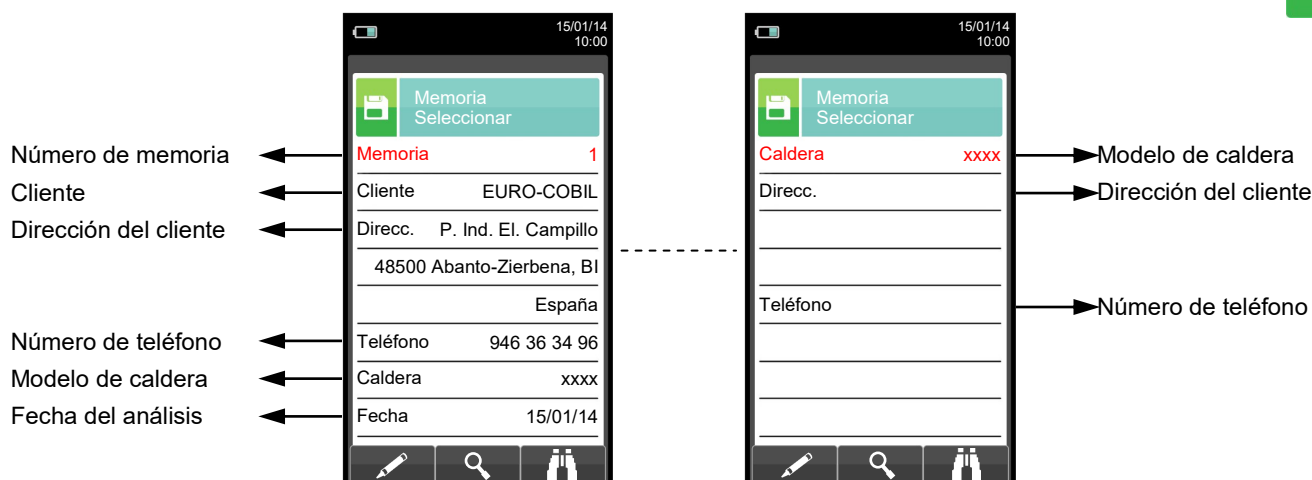 15/01/14
10:00
Memoria
Seleccionar
Número de memoria
Memoria 1
Cliente
Cliente EURO-COBIL
Dirección del cliente
Direcc. P. Ind. El. Campillo
48500 Abanto-Zierbena, BI
España
Número de teléfono
Teléfono 946 36 34 96
Modelo de caldera
Caldera xxxx
Fecha del análisis
Fecha 15/01/14
15/01/14
10:00
Memoria
Seleccionar
Caldera xxxx
Modelo de caldera
Direcc.
Dirección del cliente
Teléfono
Número de teléfono